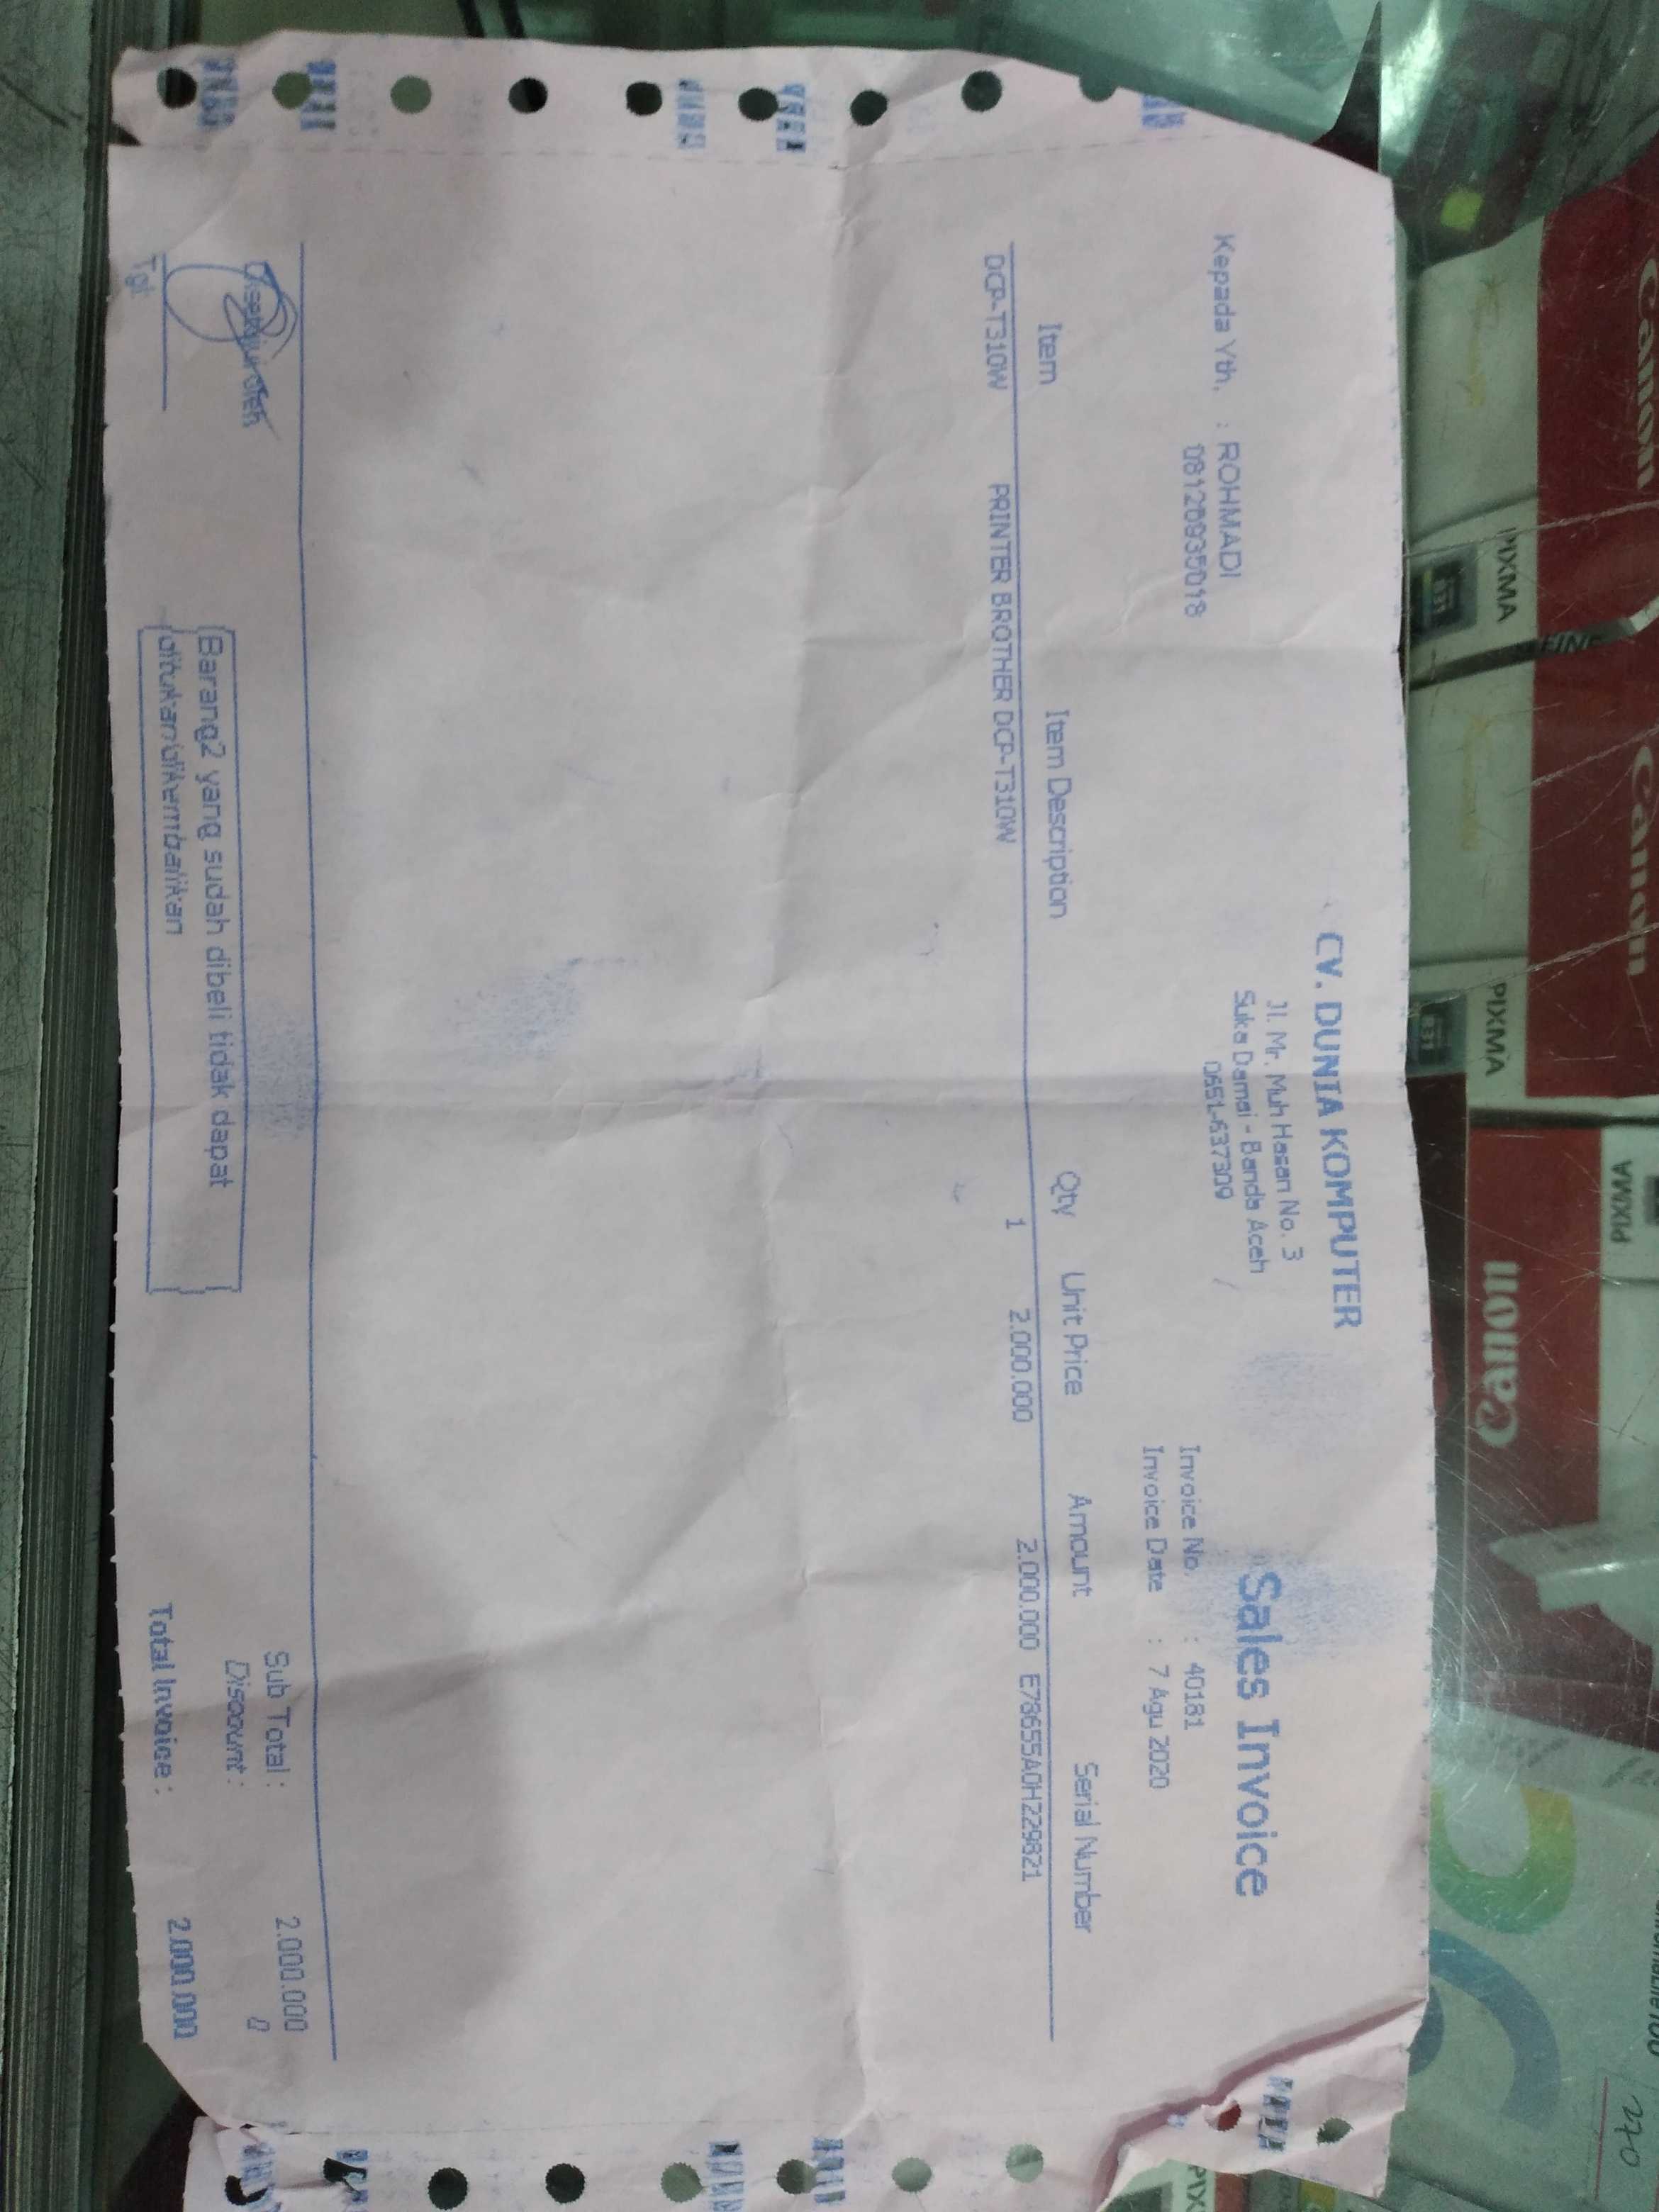 CV. DUNIA KOMPUTER
Jl. Mr. Muh Hasan No. 3
Suka Damai - Banda Aceh
0651-637309
Sales Invoice
Kepada Yth, : ROHMADI
081269935018
Invoice No. : 40181
Invoice Date : 7 Agu 2020
Item Item Description Qty Unit Price Amount Serial Number
DCP-T310W PRINTER BROTHER DCP-T310W 1 2.000.000 2.000.000 E78655A0H229821
Disetujui oleh
Tgl.
Barang2 yang sudah dibeli tidak dapat
ditukar/dikembalikan
Sub Total : 2.000.000
Discount : 0
Total Invoice : 2.000.000
Canon
Canon
Canon
PIXMA
PIXMA
PIXMA
FINE